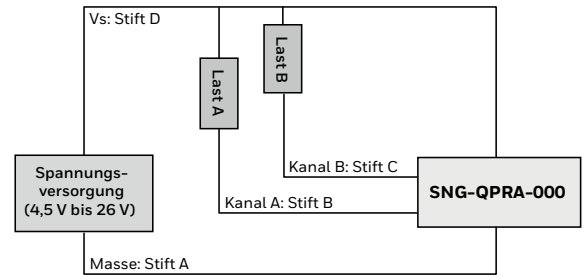 Vs: Stift D
Last A
Last B
Spannungs-
versorgung
(4,5 V bis 26 V)
Kanal B: Stift C
Kanal A: Stift B
SNG-QPRA-000
Masse: Stift A